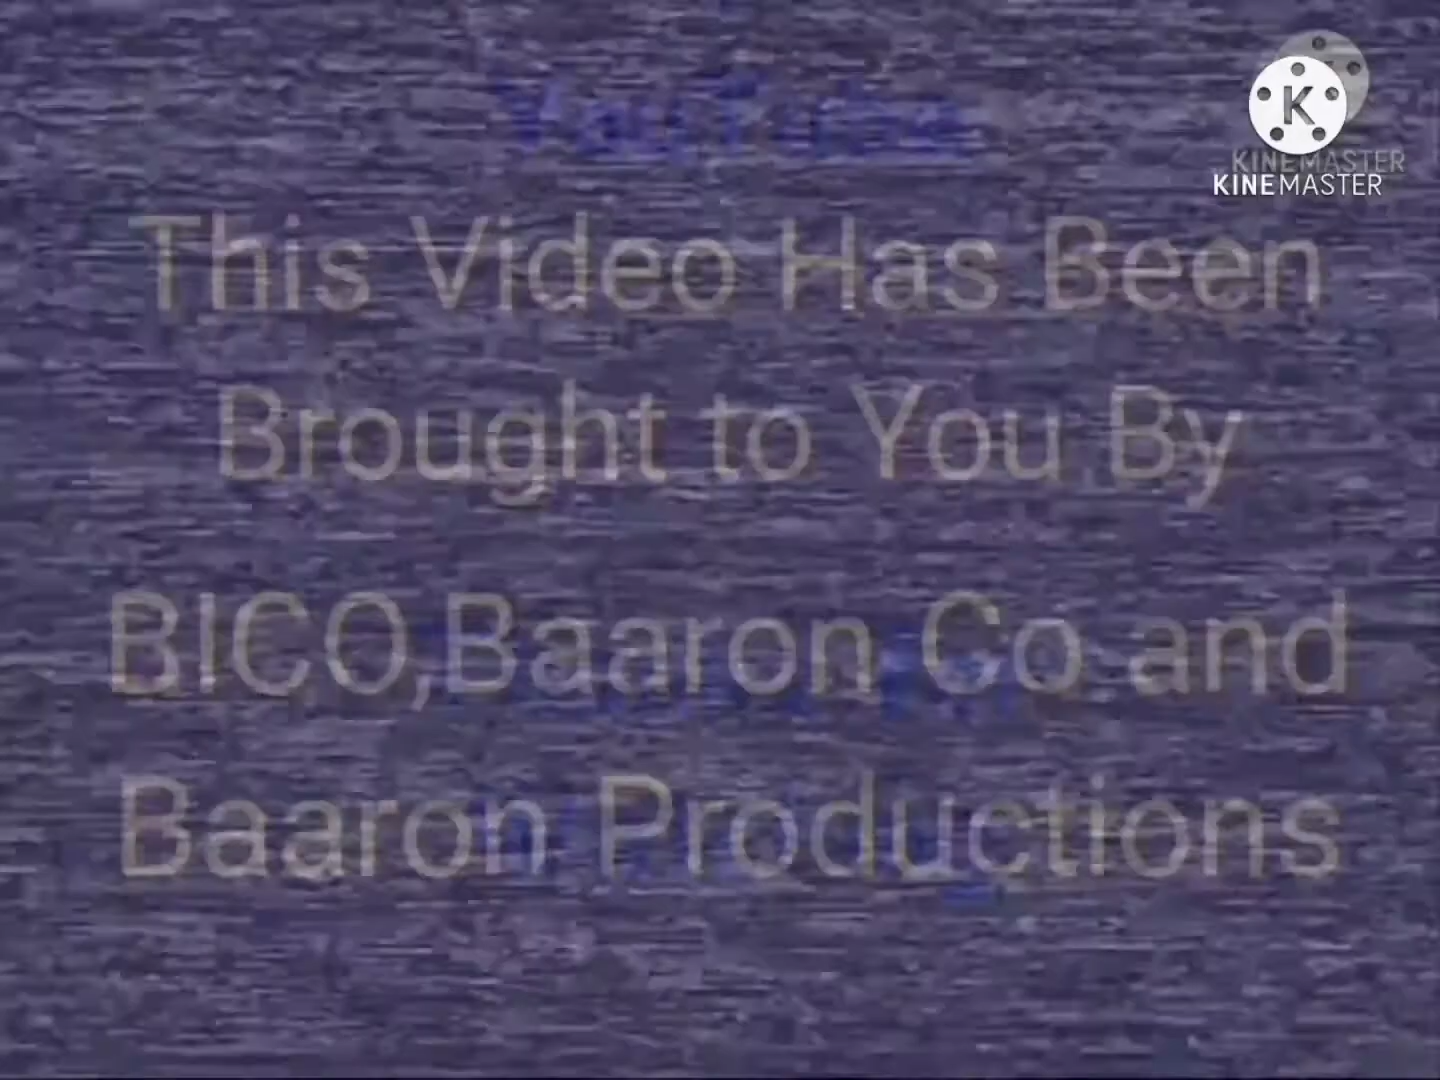 KINEMASTER
KINEMASTER
This Video Has Been
Brought to You By
BICO,Baaron Co and
Baaron Productions